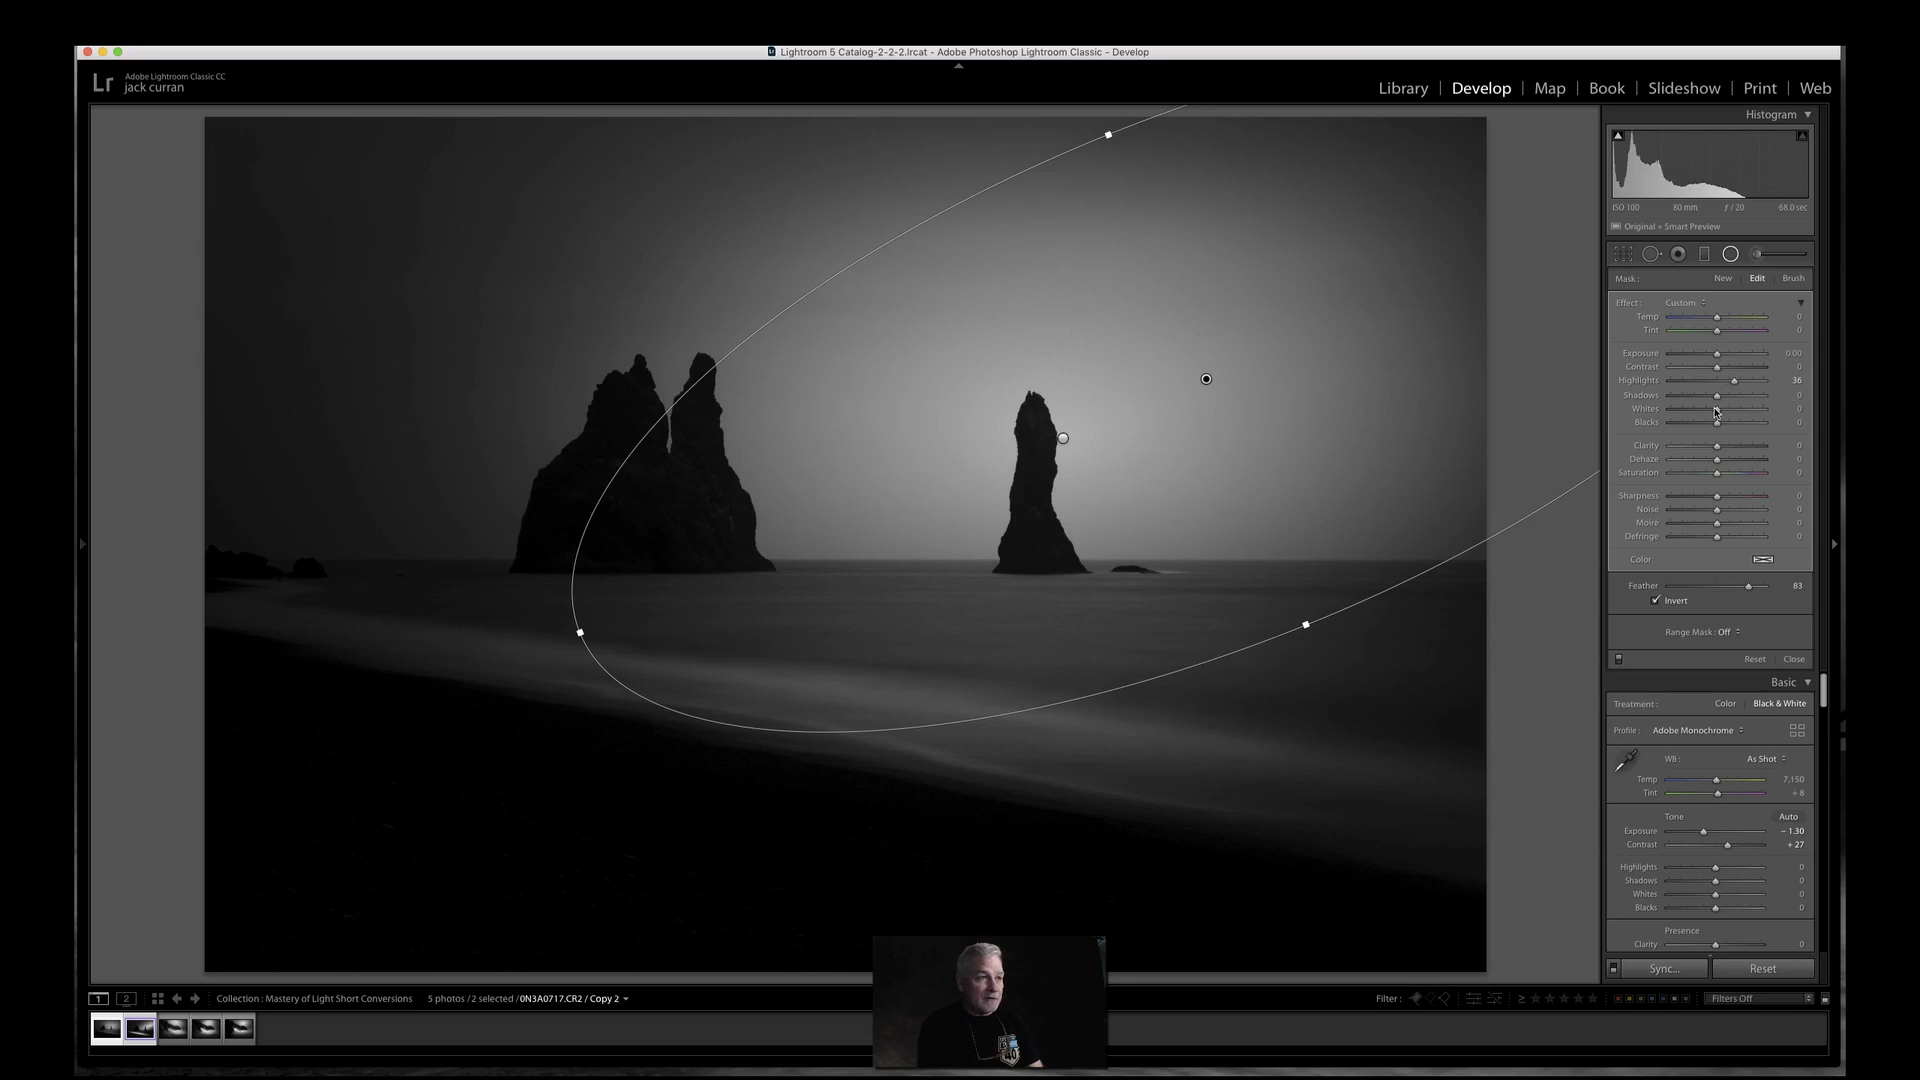 Lightroom 5 Catalog-2-2-2.lrcat - Adobe Photoshop Lightroom Classic - Develop
Lr
Adobe Lightroom Classic CC
jack curran
Library | Develop | Map | Book | Slideshow | Print | Web
Histogram
ISO 100 80 mm ƒ / 20 68.0 sec
Original + Smart Preview
Mask : New Edit Brush
Effect : Custom
Temp 0
Tint 0
Exposure 0.00
Contrast 0
Highlights 36
Shadows 0
Whites 0
Blacks 0
Clarity 0
Dehaze 0
Saturation 0
Sharpness 0
Noise 0
Moire 0
Defringe 0
Color
Feather 83
Invert
Range Mask : Off
Reset Close
Basic
Treatment : Color | Black & White
Profile : Adobe Monochrome
WB : As Shot
Temp 7,150
Tint + 8
Tone Auto
Exposure − 1.30
Contrast + 27
Highlights 0
Shadows 0
Whites 0
Blacks 0
Presence
Clarity 0
Sync... Reset
1 2 Collection : Mastery of Light Short Conversions 5 photos / 2 selected / 0N3A0717.CR2 / Copy 2 Filter : ≥ Filters Off